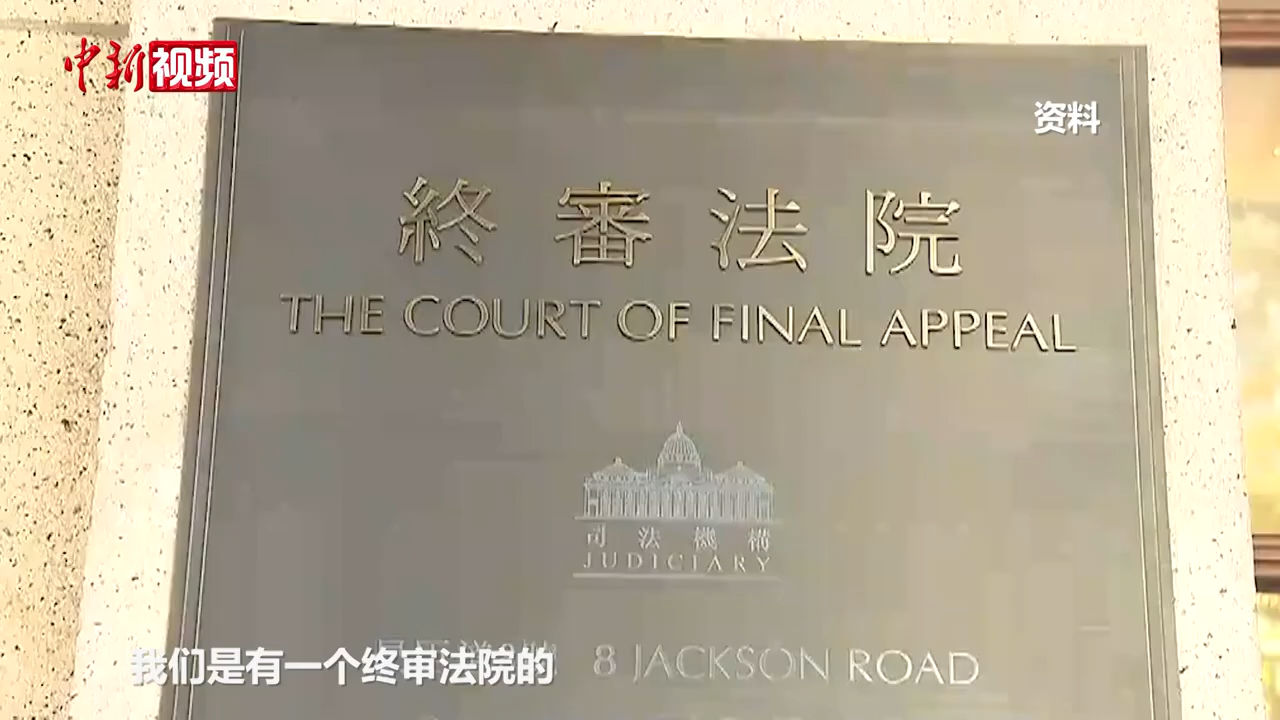 中新视频
资料
終審法院
THE COURT OF FINAL APPEAL
司法機構
JUDICIARY
8 JACKSON ROAD
我们是有一个终审法院的